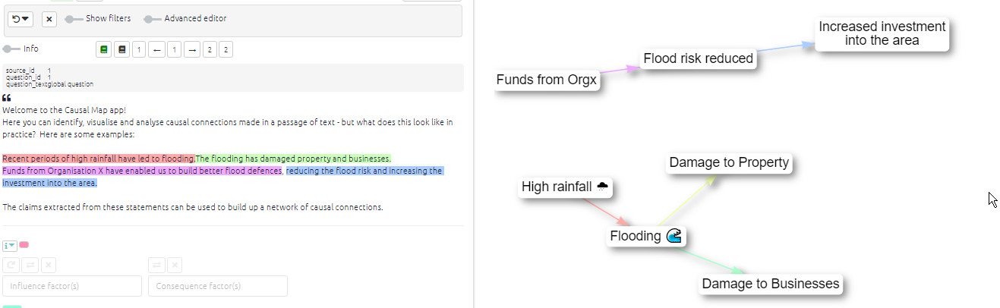 Show filters
Advanced editor
Info
1
1
2
2
source_id 1
question_id 1
question_textglobal question
Welcome to the Causal Map app!
Here you can identify, visualise and analyse causal connections made in a passage of text - but what does this look like in
practice? Here are some examples:
Recent periods of high rainfall have led to flooding.The flooding has damaged property and businesses.
Funds from Organisation X have enabled us to build better flood defences, reducing the flood risk and increasing the
investment into the area.
The claims extracted from these statements can be used to build up a network of causal connections.
Influence factor(s)
Consequence factor(s)
Increased investment
into the area
Flood risk reduced
Funds from Orgx
Damage to Property
High rainfall
Flooding
Damage to Businesses